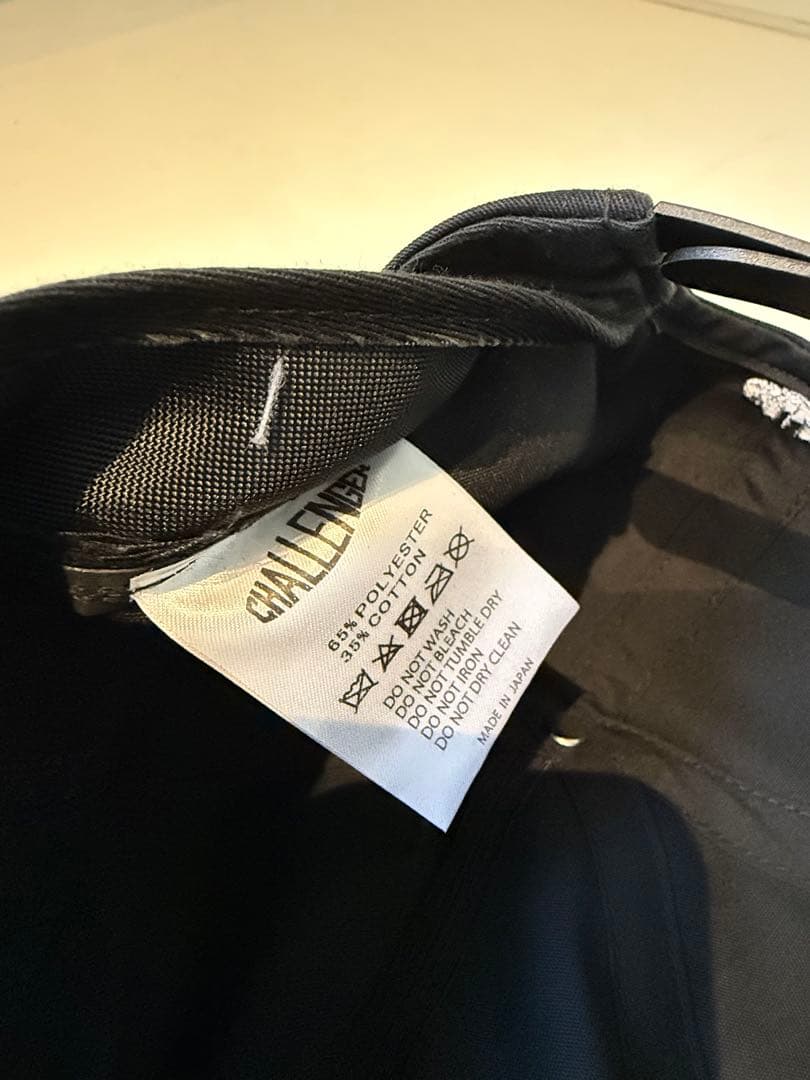 CHALLENGER
65% POLYESTER
35% COTTON
DO NOT WASH
DO NOT BLEACH
DO NOT TUMBLE DRY
DO NOT IRON
DO NOT DRY CLEAN
MADE IN JAPAN